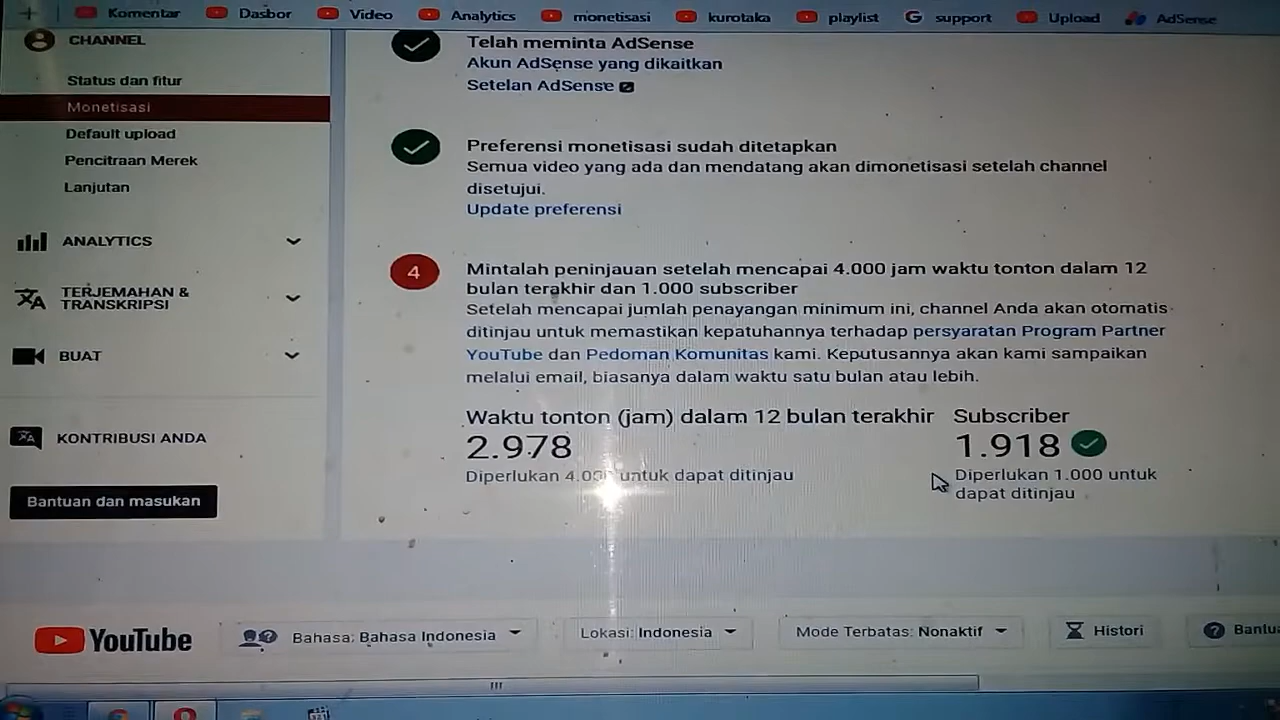 Komentar Dasbor Video Analytics monetisasi kurotaka playlist support Upload AdSense
CHANNEL
Status dan fitur
Monetisasi
Default upload
Pencitraan Merek
Lanjutan
ANALYTICS
TERJEMAHAN &
TRANSKRIPSI
BUAT
KONTRIBUSI ANDA
Bantuan dan masukan
Telah meminta AdSense
Akun AdSense yang dikaitkan
Setelan AdSense
Preferensi monetisasi sudah ditetapkan
Semua video yang ada dan mendatang akan dimonetisasi setelah channel
disetujui.
Update preferensi
4
Mintalah peninjauan setelah mencapai 4.000 jam waktu tonton dalam 12
bulan terakhir dan 1.000 subscriber
Setelah mencapai jumlah penayangan minimum ini, channel Anda akan otomatis
ditinjau untuk memastikan kepatuhannya terhadap persyaratan Program Partner
YouTube dan Pedoman Komunitas kami. Keputusannya akan kami sampaikan
melalui email, biasanya dalam waktu satu bulan atau lebih.
Waktu tonton (jam) dalam 12 bulan terakhir
2.978
Diperlukan 4.000 untuk dapat ditinjau
Subscriber
1.918
Diperlukan 1.000 untuk
dapat ditinjau
YouTube
Bahasa: Bahasa Indonesia
Lokasi: Indonesia
Mode Terbatas: Nonaktif
Histori